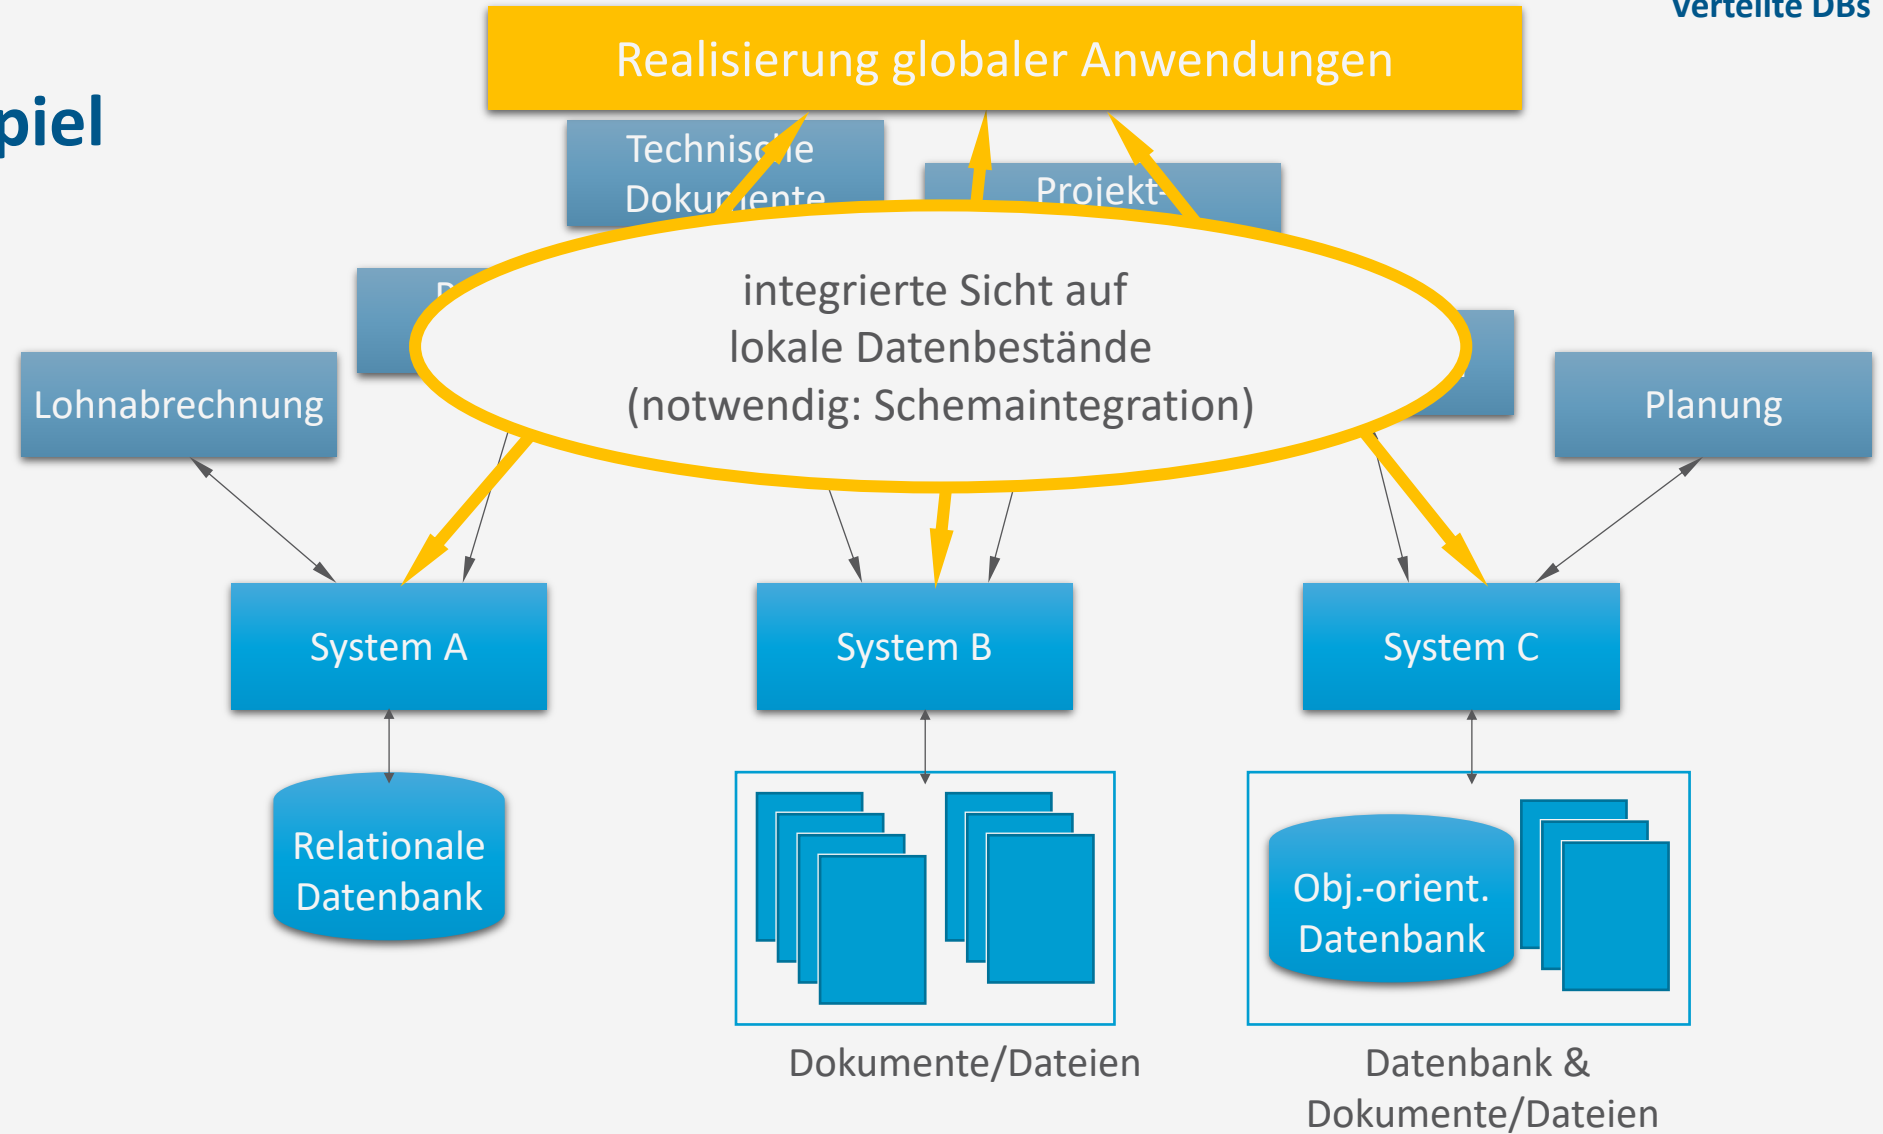 Verteilte DBs
piel
Realisierung globaler Anwendungen
Technische
Dokumente
Projekt-
integrierte Sicht auf
lokale Datenbestände
(notwendig: Schemaintegration)
Lohnabrechnung
Planung
System A
System B
System C
Relationale
Datenbank
Obj.-orient.
Datenbank
Dokumente/Dateien
Datenbank &
Dokumente/Dateien